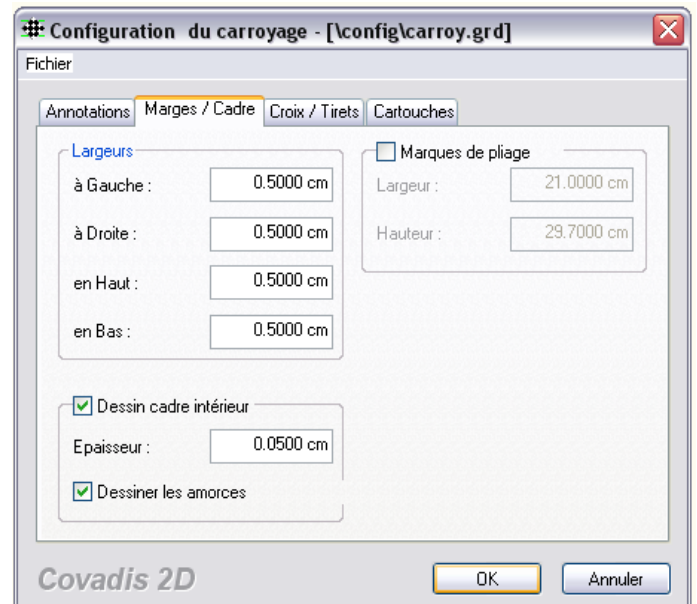 Configuration du carroyage - [\config\carroy.grd]
Fichier
Annotations Marges / Cadre Croix / Tirets Cartouches
Largeurs
à Gauche : 0.5000 cm
à Droite : 0.5000 cm
en Haut : 0.5000 cm
en Bas : 0.5000 cm
Marques de pliage
Largeur : 21.0000 cm
Hauteur : 29.7000 cm
Dessin cadre intérieur
Epaisseur : 0.0500 cm
Dessiner les amorces
Covadis 2D
OK Annuler